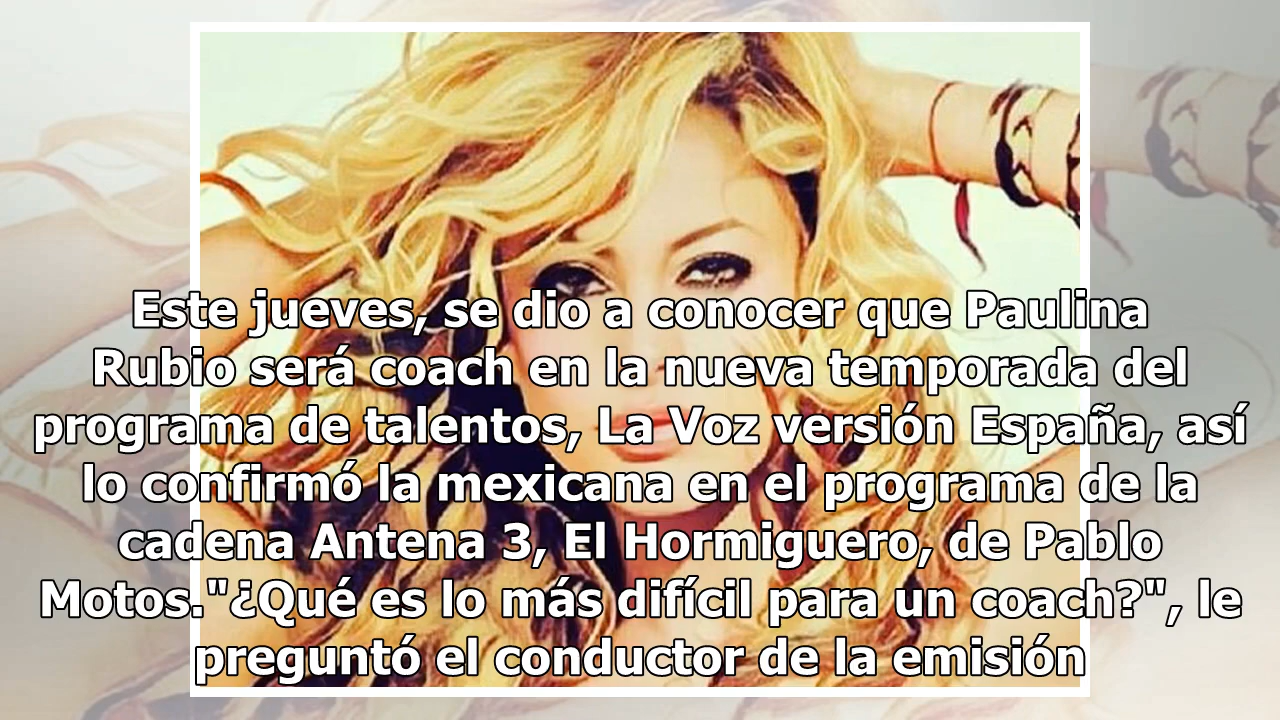 Este jueves, se dio a conocer que Paulina
Rubio será coach en la nueva temporada del
programa de talentos, La Voz versión España, así
lo confirmó la mexicana en el programa de la
cadena Antena 3, El Hormiguero, de Pablo
Motos."¿Qué es lo más difícil para un coach?", le
preguntó el conductor de la emisión